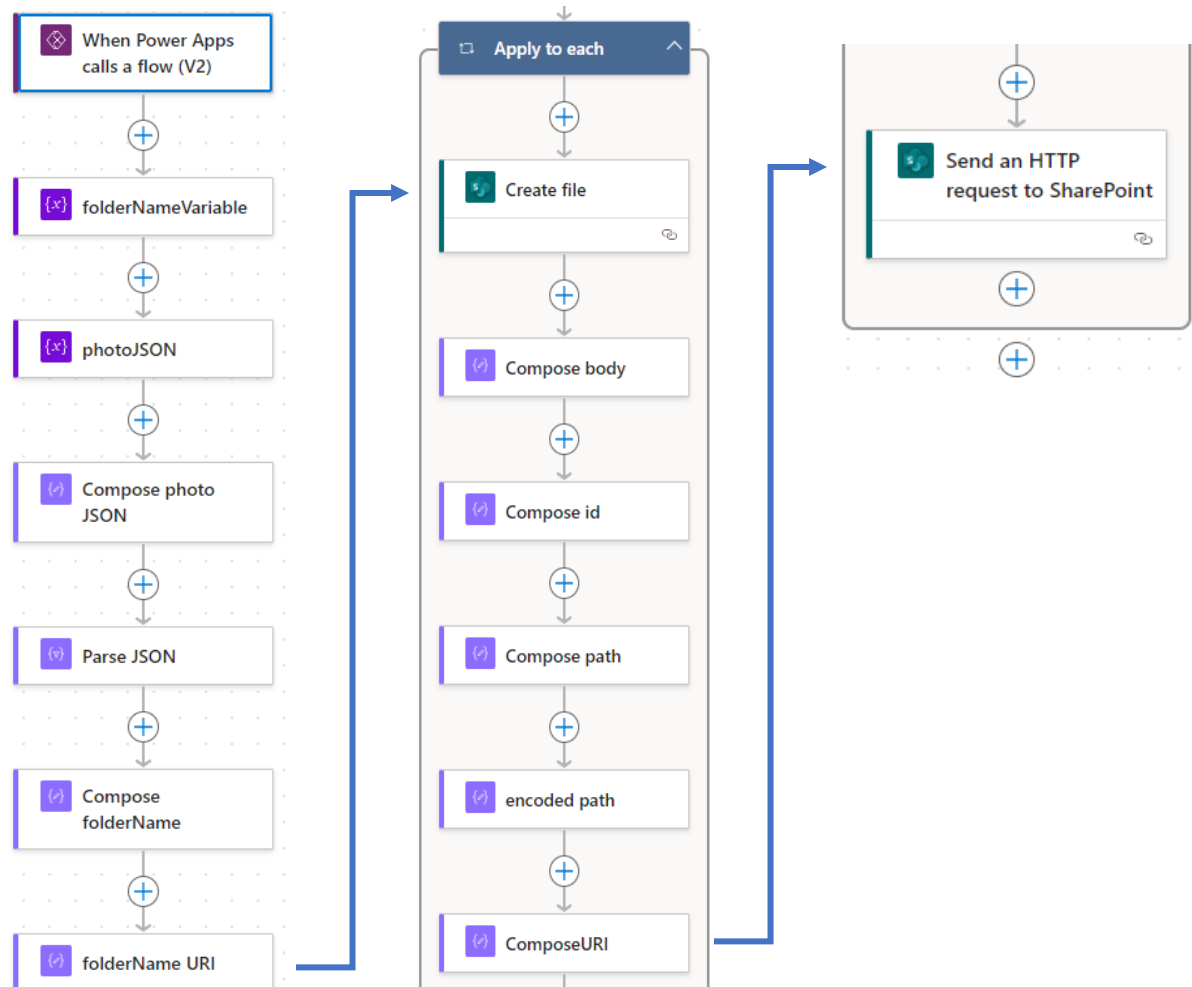 When Power Apps
calls a flow (V2)
{x}
folderNameVariable
{x}
photoJSON
Compose photo
JSON
Parse JSON
Compose
folderName
folderName URI
Apply to each
S
Create file
Compose body
Compose id
Compose path
encoded path
ComposeURI
S
Send an HTTP
request to SharePoint